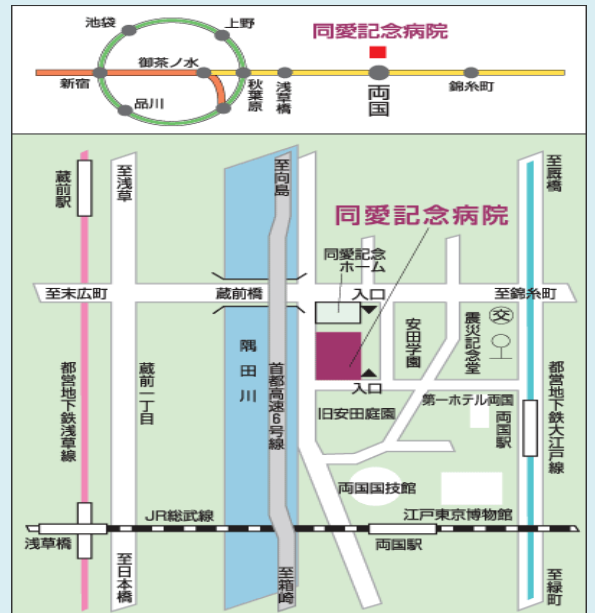 池袋
上野
同愛記念病院
御茶ノ水
新宿
品川
秋葉原
浅草橋
両国
錦糸町
蔵前駅
至浅草
至向島
至厩橋
同愛記念病院
同愛記念
ホーム
至末広町
蔵前橋
入口
至錦糸町
都営地下鉄浅草線
蔵前一丁目
隅田川
首都高速6号線
安田学園
震災記念堂
交
入口
旧安田庭園
第一ホテル両国
両国駅
都営地下鉄大江戸線
両国国技館
江戸東京博物館
JR総武線
浅草橋
両国駅
至日本橋
至箱崎
至緑町